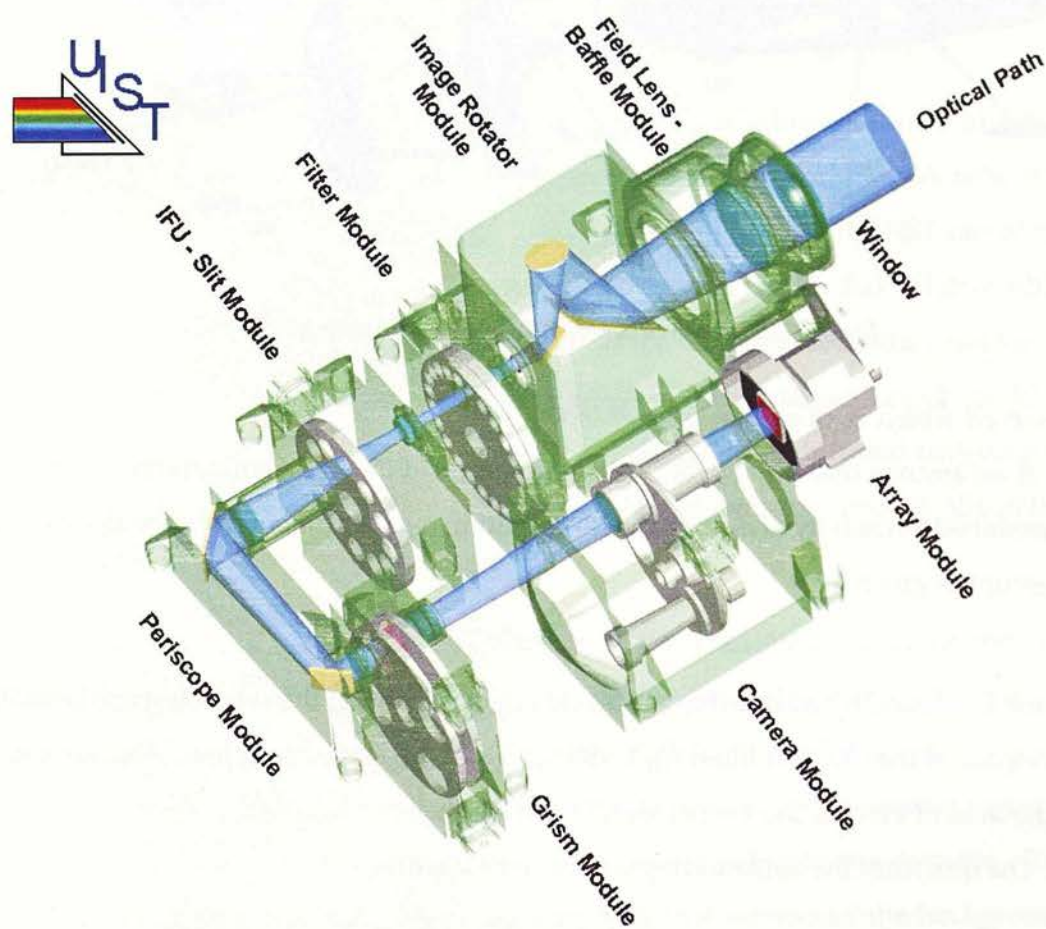 UIST
Image Rotator
Module
Field Lens -
Baffle Module
Optical Path
Filter Module
IFU - Slit Module
Window
Array Module
Periscope Module
Camera Module
Grism Module